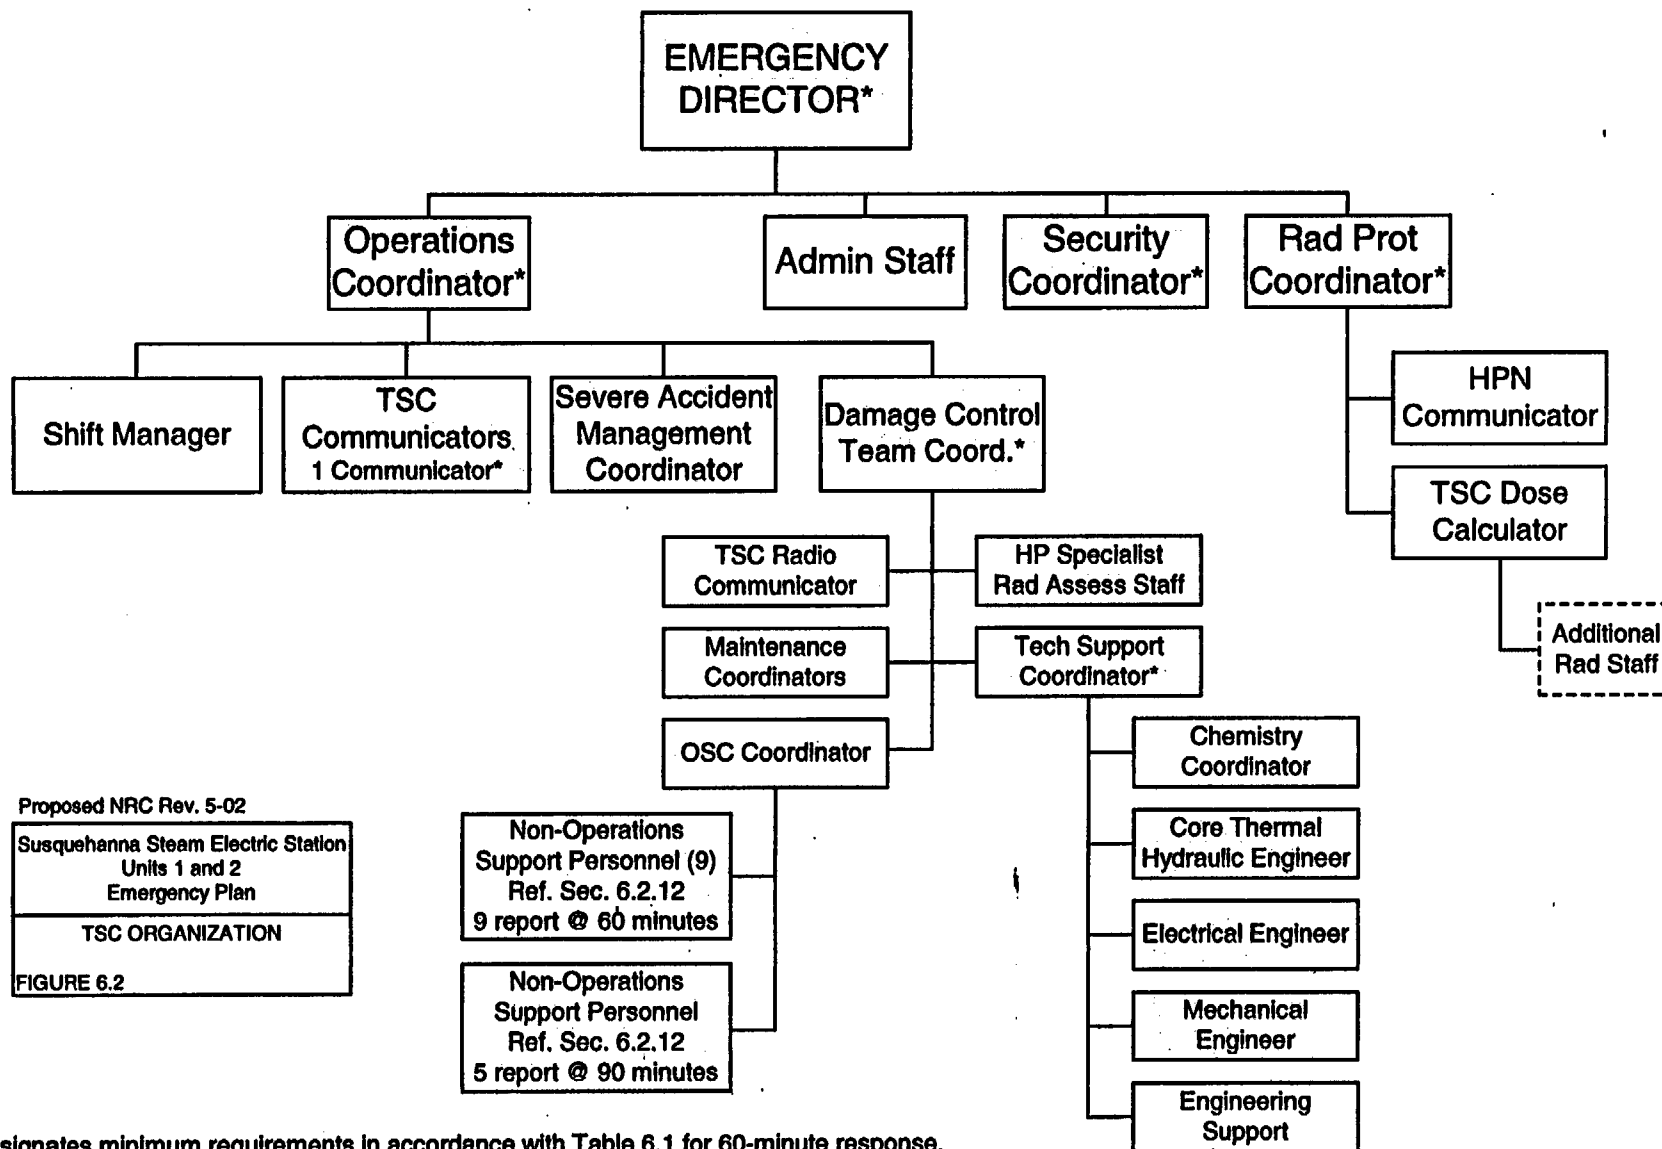 EMERGENCY
DIRECTOR*
Operations
Coordinator*
Admin Staff
Security
Coordinator*
Rad Prot
Coordinator*
Shift Manager
TSC
Communicators
1 Communicator*
Severe Accident
Management
Coordinator
Damage Control
Team Coord.*
HPN
Communicator
TSC Dose
Calculator
Additional
Rad Staff
TSC Radio
Communicator
HP Specialist
Rad Assess Staff
Maintenance
Coordinators
Tech Support
Coordinator*
OSC Coordinator
Chemistry
Coordinator
Core Thermal
Hydraulic Engineer
Electrical Engineer
Mechanical
Engineer
Engineering
Support
Non-Operations
Support Personnel (9)
Ref. Sec. 6.2.12
9 report @ 60 minutes
Non-Operations
Support Personnel
Ref. Sec. 6.2.12
5 report @ 90 minutes
Proposed NRC Rev. 5-02
Susquehanna Steam Electric Station
Units 1 and 2
Emergency Plan
TSC ORGANIZATION
FIGURE 6.2
signates minimum requirements in accordance with Table 6.1 for 60-minute response.